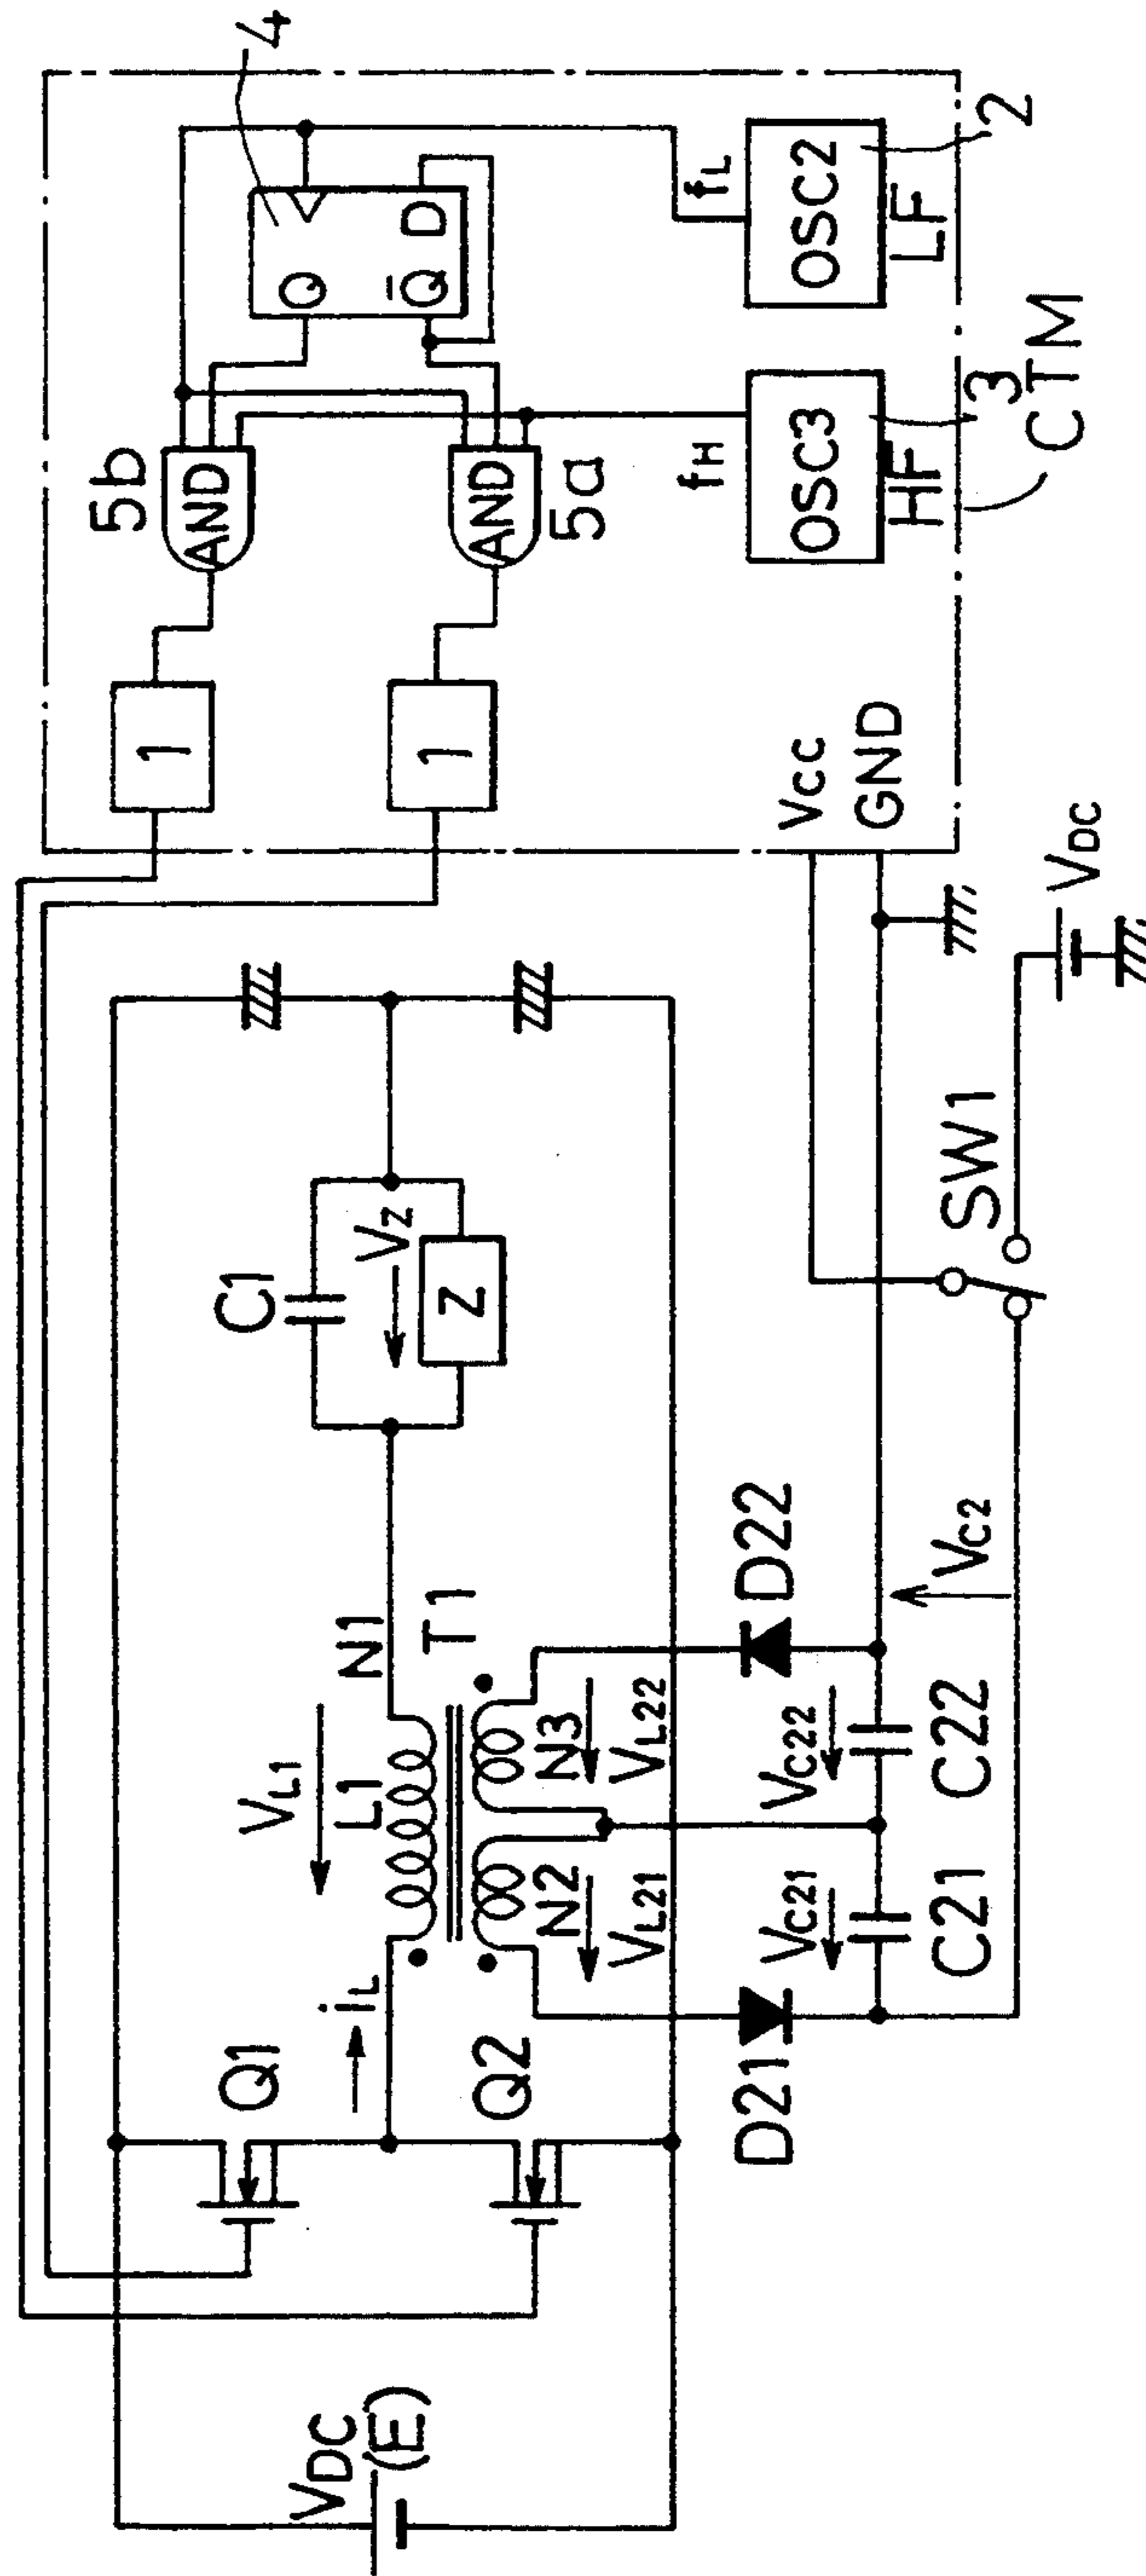 4
5b
AND
1
Q
Q̄
D
AND
5a
1
fL
OSC2
LF
2
fH
OSC3
HF
3
CTM
Vcc
GND
VDC
SW1
C1
Vz
Z
VL1
L1
N1
T1
iL
Q1
Q2
VDC
(E)
N2
N3
VL21
VL22
D21
D22
VC21
VC22
C21
C22
VC2